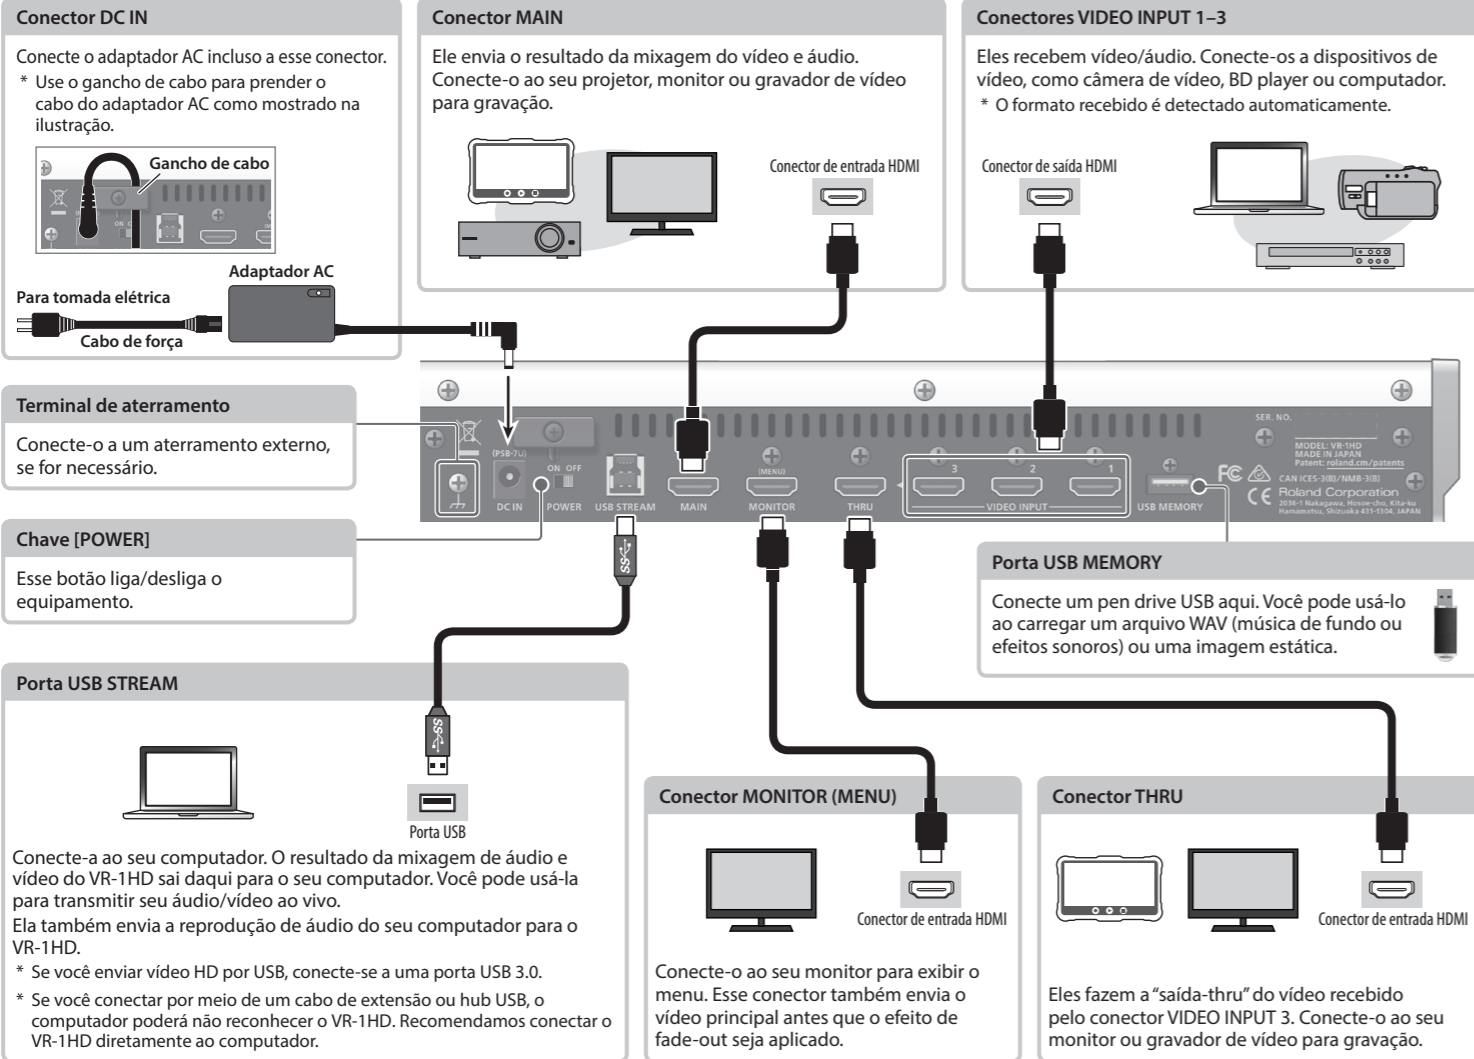 Conector DC IN
Conecte o adaptador AC incluso a esse conector.
* Use o gancho de cabo para prender o
cabo do adaptador AC como mostrado na
ilustração.
Gancho de cabo
Adaptador AC
Para tomada elétrica
Cabo de força
Conector MAIN
Ele envia o resultado da mixagem do vídeo e áudio.
Conecte-o ao seu projetor, monitor ou gravador de vídeo
para gravação.
Conector de entrada HDMI
Conectores VIDEO INPUT 1–3
Eles recebem vídeo/áudio. Conecte-os a dispositivos de
vídeo, como câmera de vídeo, BD player ou computador.
* O formato recebido é detectado automaticamente.
Conector de saída HDMI
Terminal de aterramento
Conecte-o a um aterramento externo,
se for necessário.
Chave [POWER]
Esse botão liga/desliga o
equipamento.
(PSB-7U)
ON OFF
DC IN
POWER
USB STREAM
MAIN
(MENU)
MONITOR
THRU
3
2
1
VIDEO INPUT
USB MEMORY
SER. NO.
MODEL: VR-1HD
MADE IN JAPAN
Patent: roland.cm/patents
FC
CAN ICES-3(B)/NMB-3(B)
CE
Roland Corporation
2036-1 Nakagawa, Hosoe-cho, Kita-ku
Hamamatsu, Shizuoka 431-1304, JAPAN
Porta USB MEMORY
Conecte um pen drive USB aqui. Você pode usá-lo
ao carregar um arquivo WAV (música de fundo ou
efeitos sonoros) ou uma imagem estática.
Porta USB STREAM
SS
SS
Porta USB
Conecte-a ao seu computador. O resultado da mixagem de áudio e
vídeo do VR-1HD sai daqui para o seu computador. Você pode usá-la
para transmitir seu áudio/vídeo ao vivo.
Ela também envia a reprodução de áudio do seu computador para o
VR-1HD.
* Se você enviar vídeo HD por USB, conecte-se a uma porta USB 3.0.
* Se você conectar por meio de um cabo de extensão ou hub USB, o
computador poderá não reconhecer o VR-1HD. Recomendamos conectar o
VR-1HD diretamente ao computador.
Conector MONITOR (MENU)
Conector de entrada HDMI
Conecte-o ao seu monitor para exibir o
menu. Esse conector também envia o
vídeo principal antes que o efeito de
fade-out seja aplicado.
Conector THRU
Conector de entrada HDMI
Eles fazem a “saída-thru” do vídeo recebido
pelo conector VIDEO INPUT 3. Conecte-o ao seu
monitor ou gravador de vídeo para gravação.